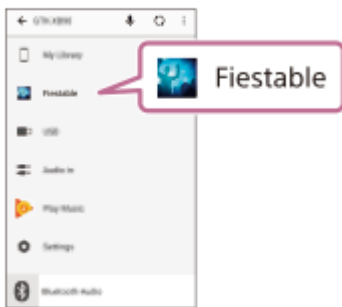 GTK-XB90
My Library
Fiestable
Fiestable
USB
Audio in
Play Music
Settings
Bluetooth Audio